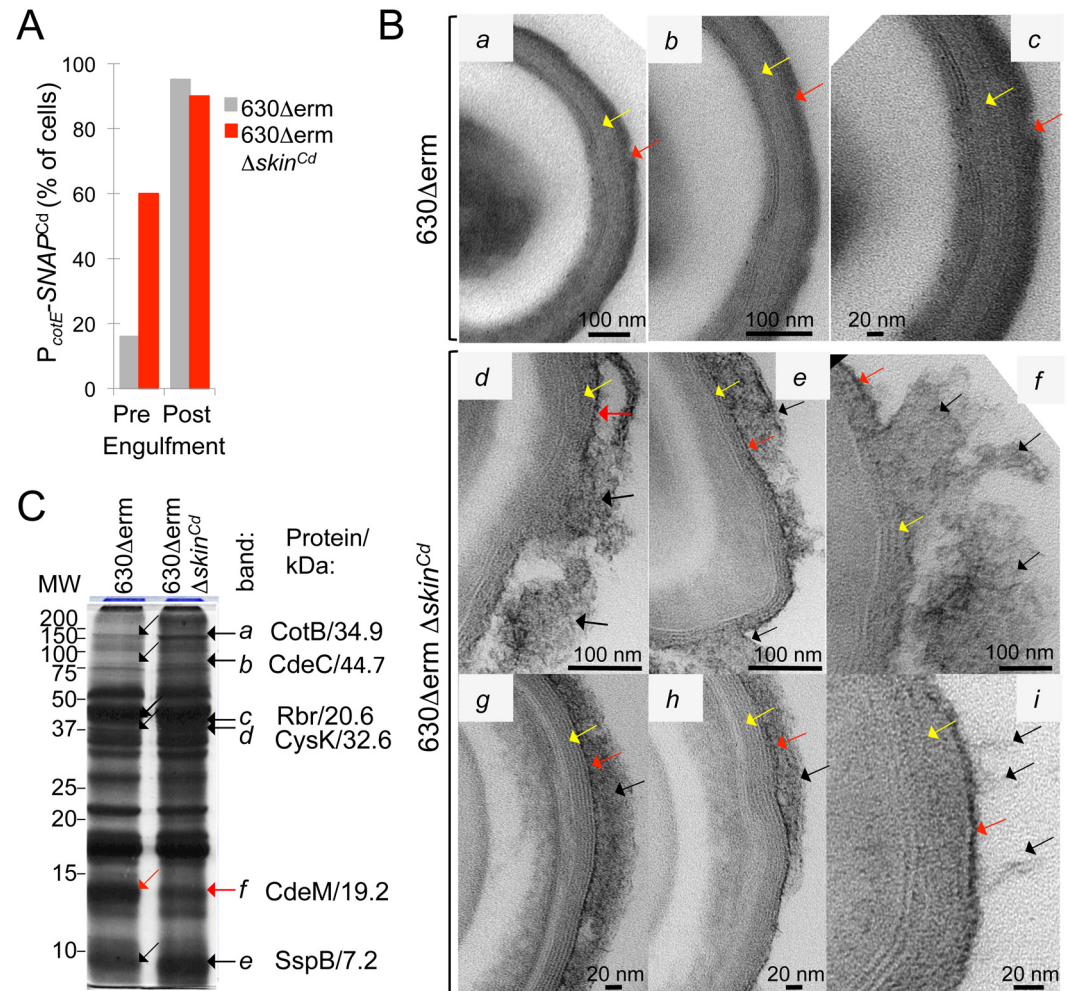 A
100
80
60
40
20
0
P_cotE-SNAP^Cd (% of cells)
Pre Post
Engulfment
630Δerm
630Δerm
Δskin^Cd
B
630Δerm
a
b
c
100 nm
100 nm
20 nm
630Δerm Δskin^Cd
d
e
f
100 nm
100 nm
100 nm
g
h
i
20 nm
20 nm
20 nm
C
MW
630Δerm
630Δerm
Δskin^Cd
band:
Protein/
kDa:
200
150
100
75
50
37
25
20
15
10
a CotB/34.9
b CdeC/44.7
c Rbr/20.6
d CysK/32.6
f CdeM/19.2
e SspB/7.2